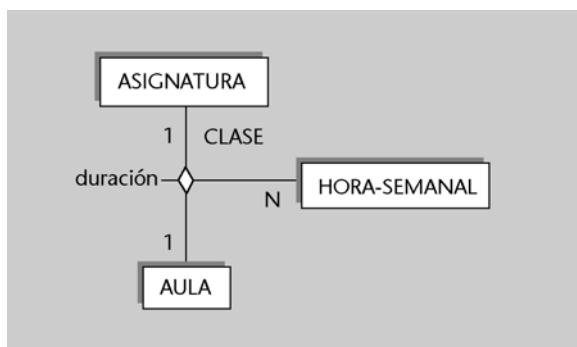 ASIGNATURA
1 CLASE
duración
N
HORA-SEMANAL
1
AULA